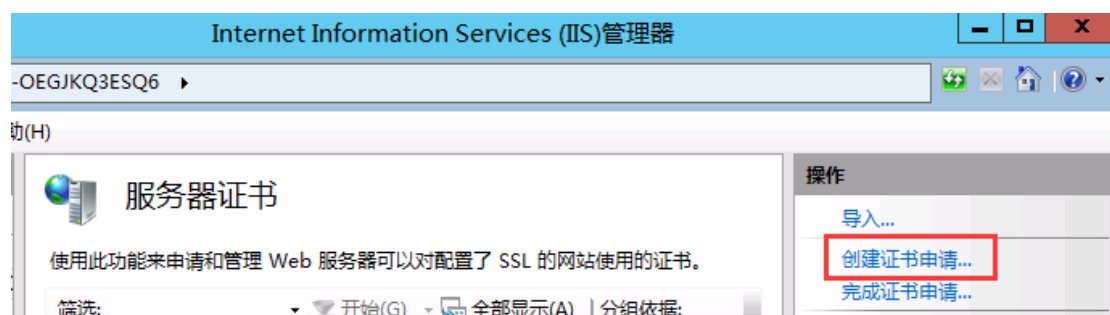 Internet Information Services (IIS)管理器
-OEGJKQ3ESQ6
助(H)
服务器证书
使用此功能来申请和管理 Web 服务器可以对配置了 SSL 的网站使用的证书。
筛选: 开始(G) 全部显示(A) 分组依据:
操作
导入...
创建证书申请...
完成证书申请...